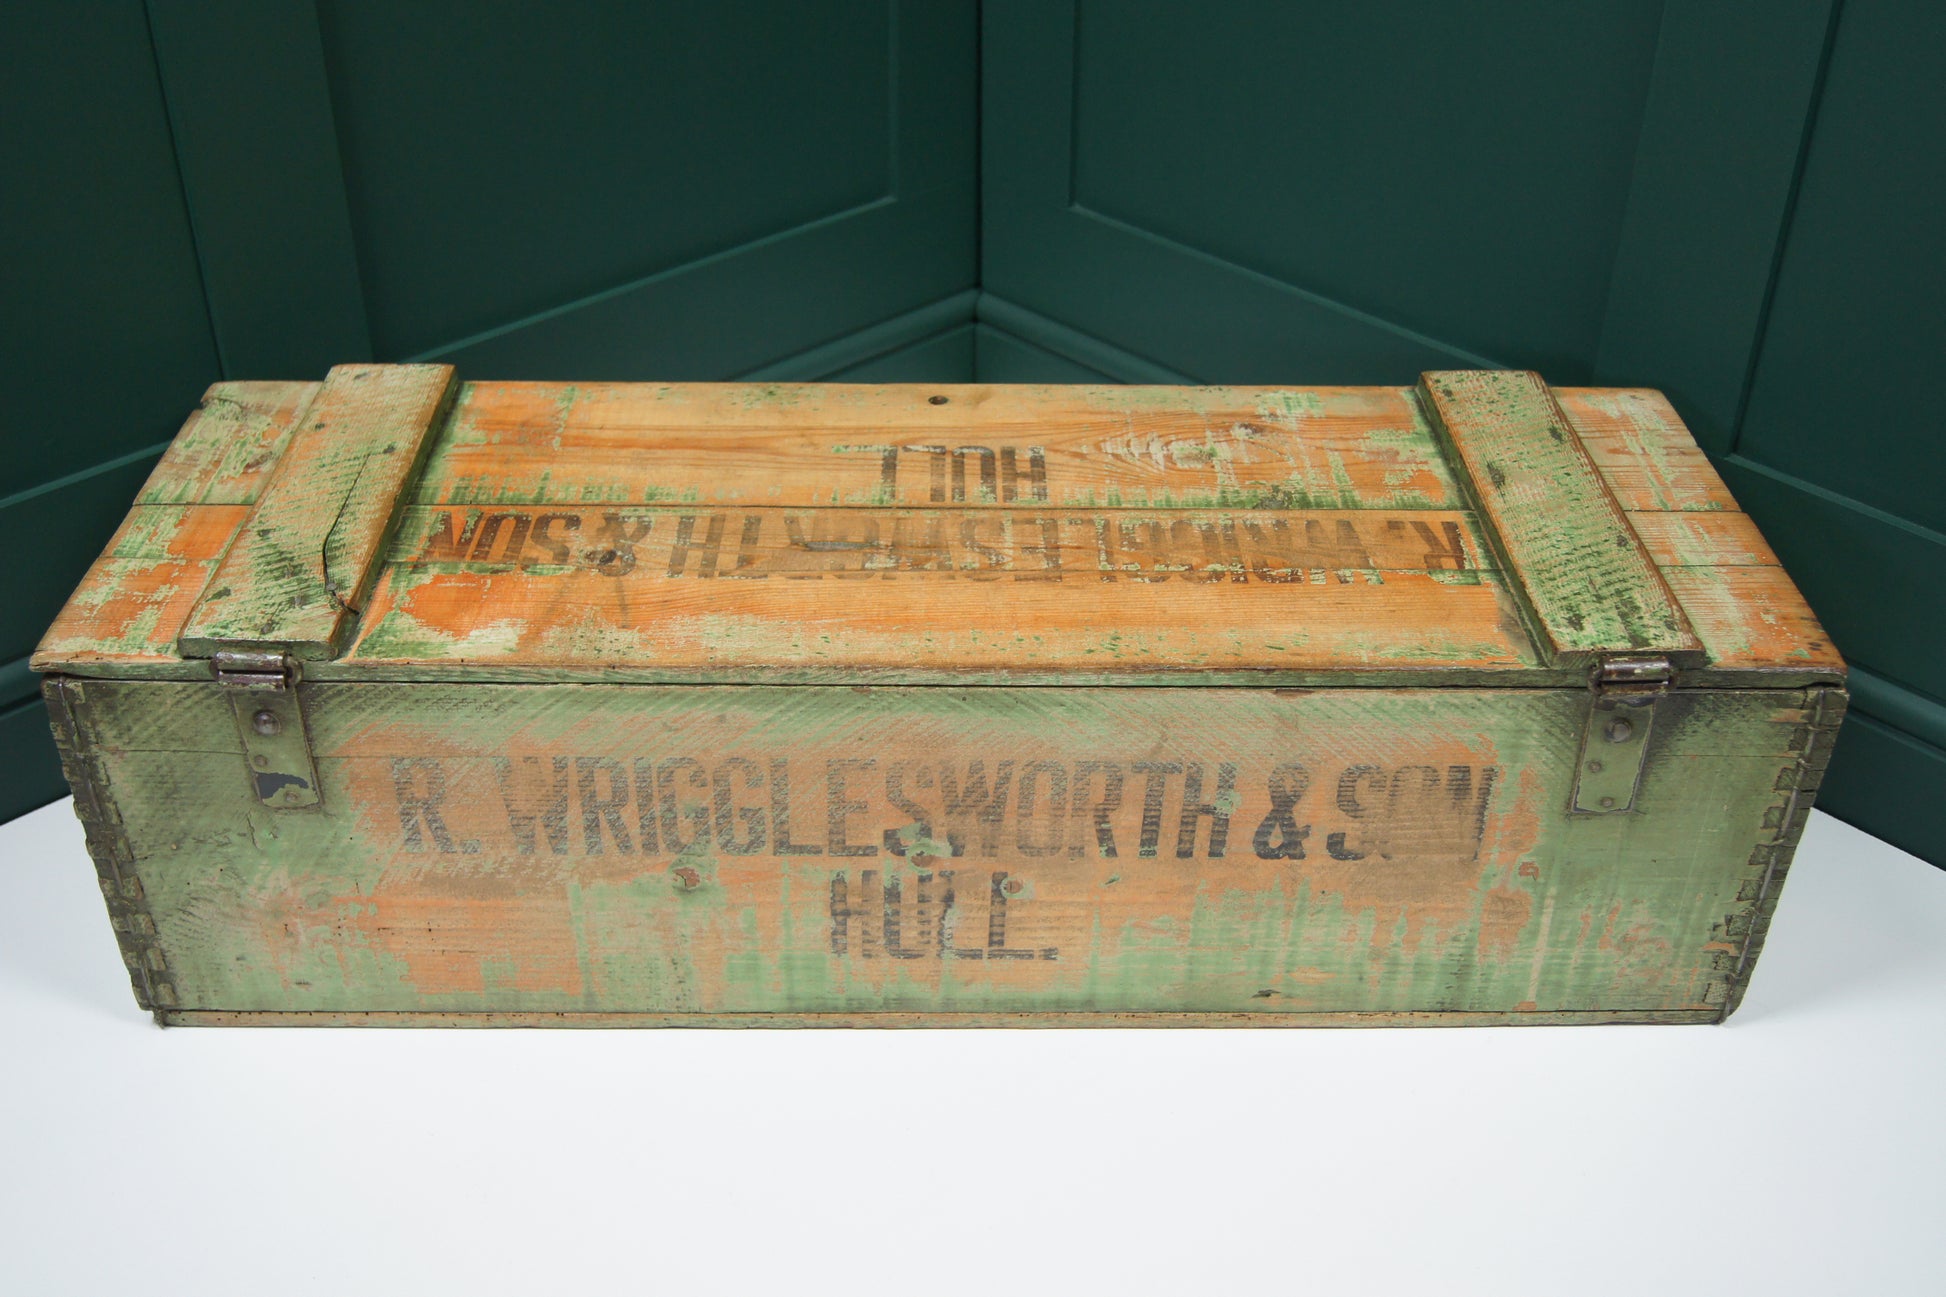 HULL
R. WRIGGLESWORTH & SON
R. WRIGGLESWORTH & SON
HULL.